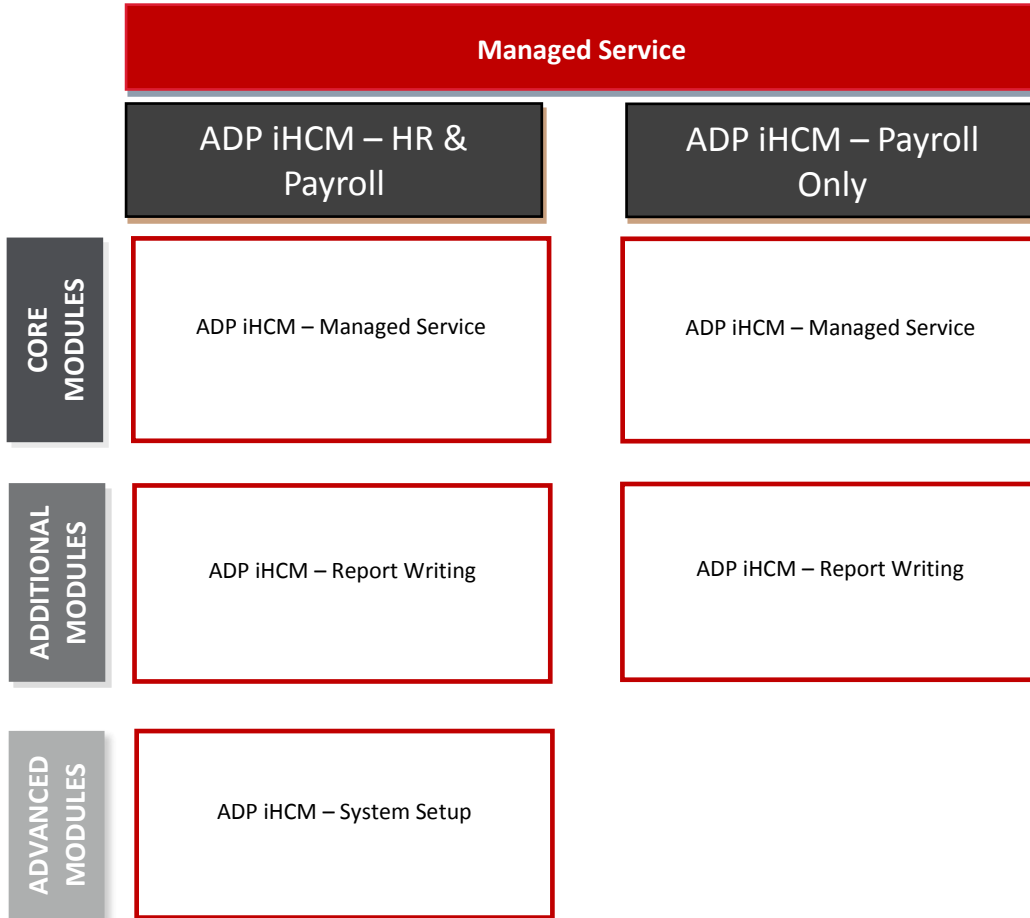 Managed Service
ADP iHCM – HR &
Payroll
ADP iHCM – Payroll
Only
CORE
MODULES
ADP iHCM – Managed Service
ADP iHCM – Managed Service
ADDITIONAL
MODULES
ADP iHCM – Report Writing
ADP iHCM – Report Writing
ADVANCED
MODULES
ADP iHCM – System Setup